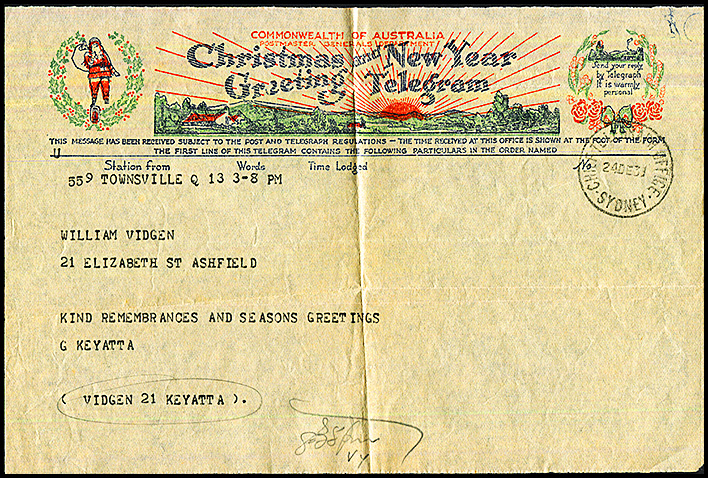 COMMONWEALTH OF AUSTRALIA
POSTMASTER GENERAL'S DEPARTMENT
Christmas and New Year
Greeting Telegram
Send your reply
by Telegraph
It is warmly
personal
THIS MESSAGE HAS BEEN RECEIVED SUBJECT TO THE POST AND TELEGRAPH REGULATIONS — THE TIME RECEIVED AT THIS OFFICE IS SHOWN AT THE FOOT OF THE FORM
THE FIRST LINE OF THIS TELEGRAM CONTAINS THE FOLLOWING PARTICULARS IN THE ORDER NAMED
Station from Words Time Lodged No.
559 TOWNSVILLE Q 13 3-8 PM
24DE31
SYDNEY
WILLIAM VIDGEN
21 ELIZABETH ST ASHFIELD
KIND REMEMBRANCES AND SEASONS GREETINGS
G KEYATTA
( VIDGEN 21 KEYATTA ).